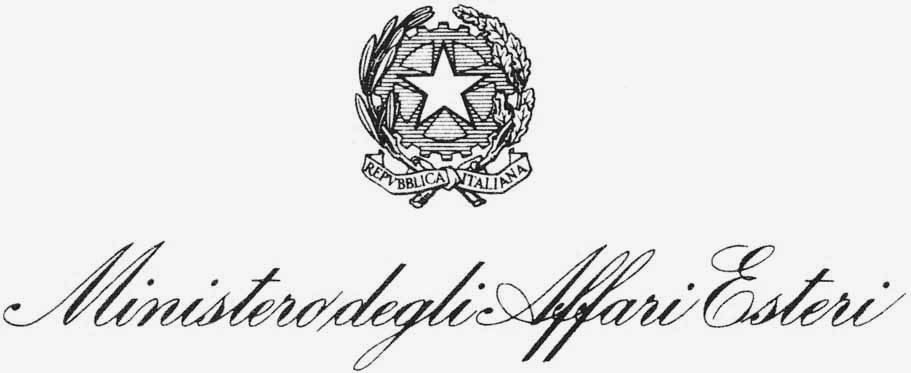 REPVBBLICA ITALIANA
Ministero degli Affari Esteri